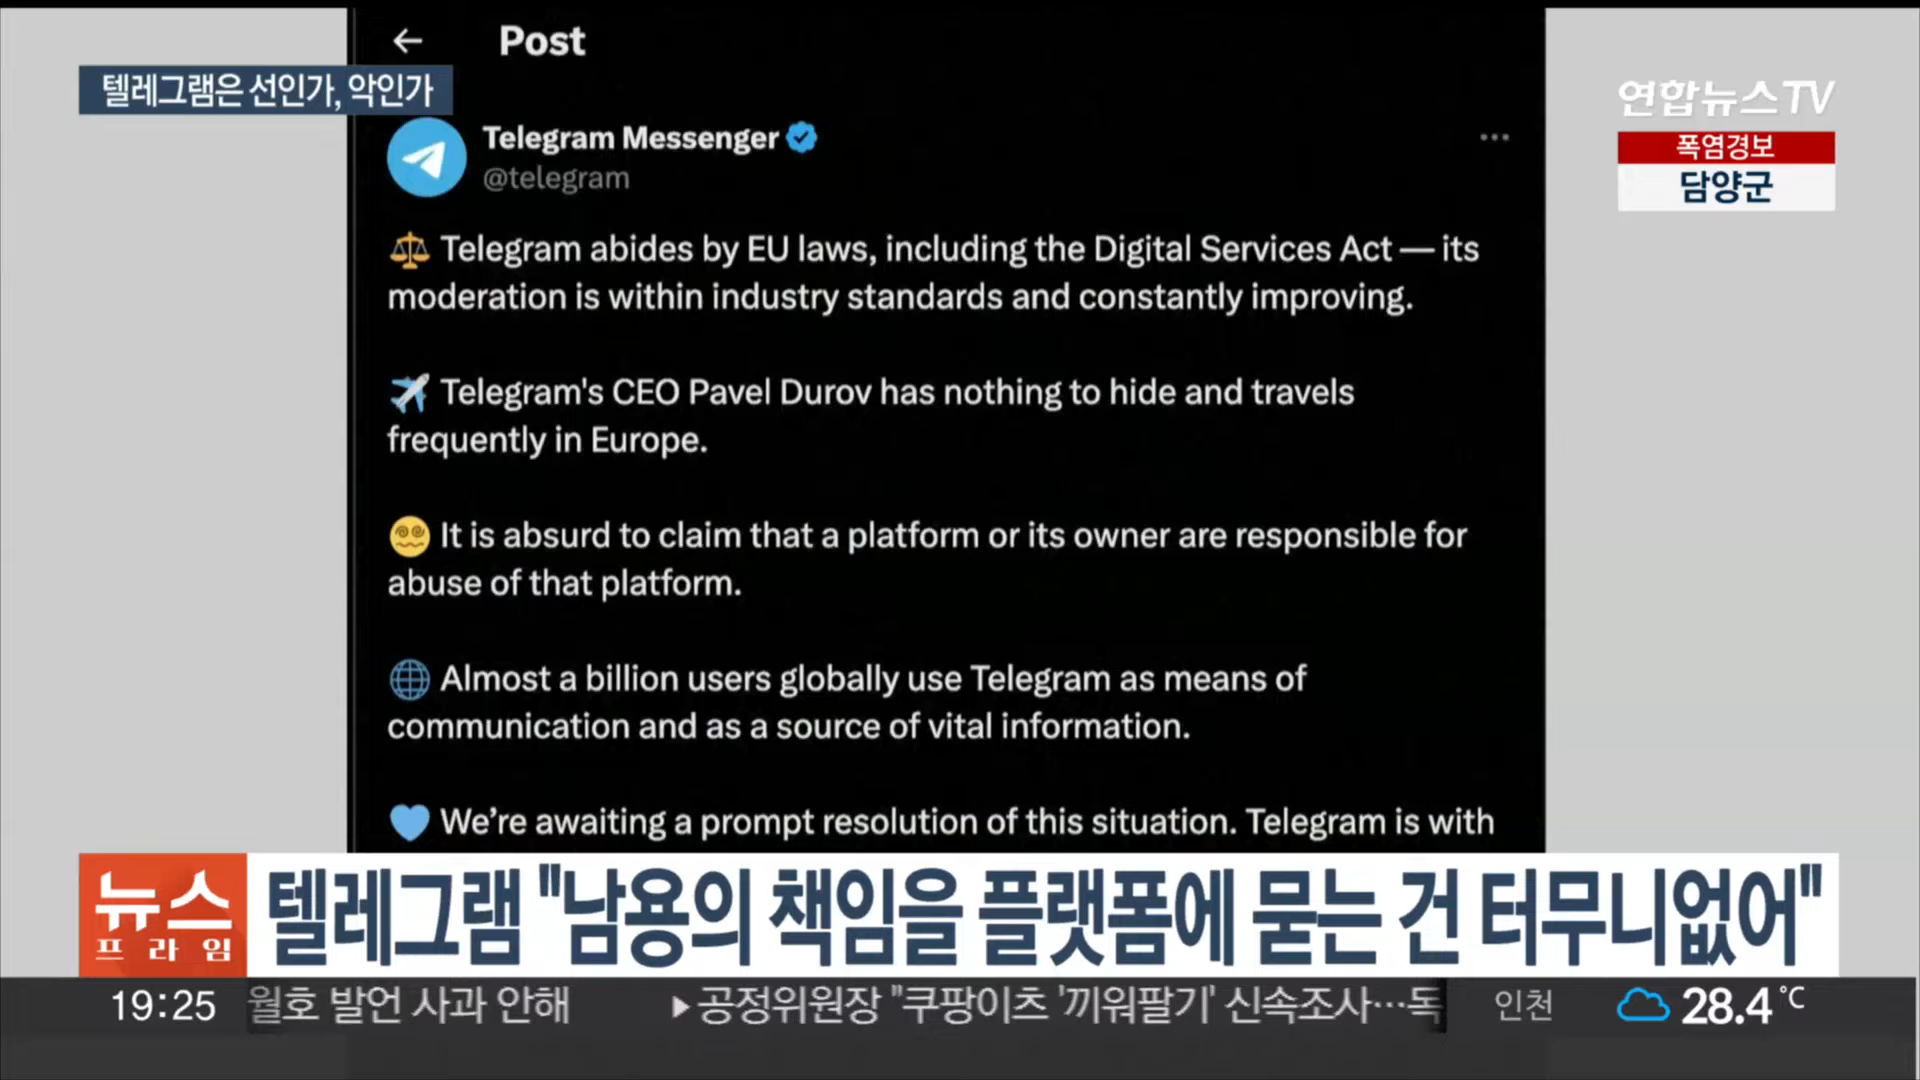 Post
텔레그램은 선인가, 악인가
Telegram Messenger
@telegram
Telegram abides by EU laws, including the Digital Services Act — its
moderation is within industry standards and constantly improving.
Telegram's CEO Pavel Durov has nothing to hide and travels
frequently in Europe.
It is absurd to claim that a platform or its owner are responsible for
abuse of that platform.
Almost a billion users globally use Telegram as means of
communication and as a source of vital information.
We’re awaiting a prompt resolution of this situation. Telegram is with
연합뉴스TV
폭염경보
담양군
뉴스
프라임
텔레그램 "남용의 책임을 플랫폼에 묻는 건 터무니없어"
19:25
월호 발언 사과 안해 ▶공정위원장 "쿠팡이츠 '끼워팔기' 신속조사…독
인천
28.4℃